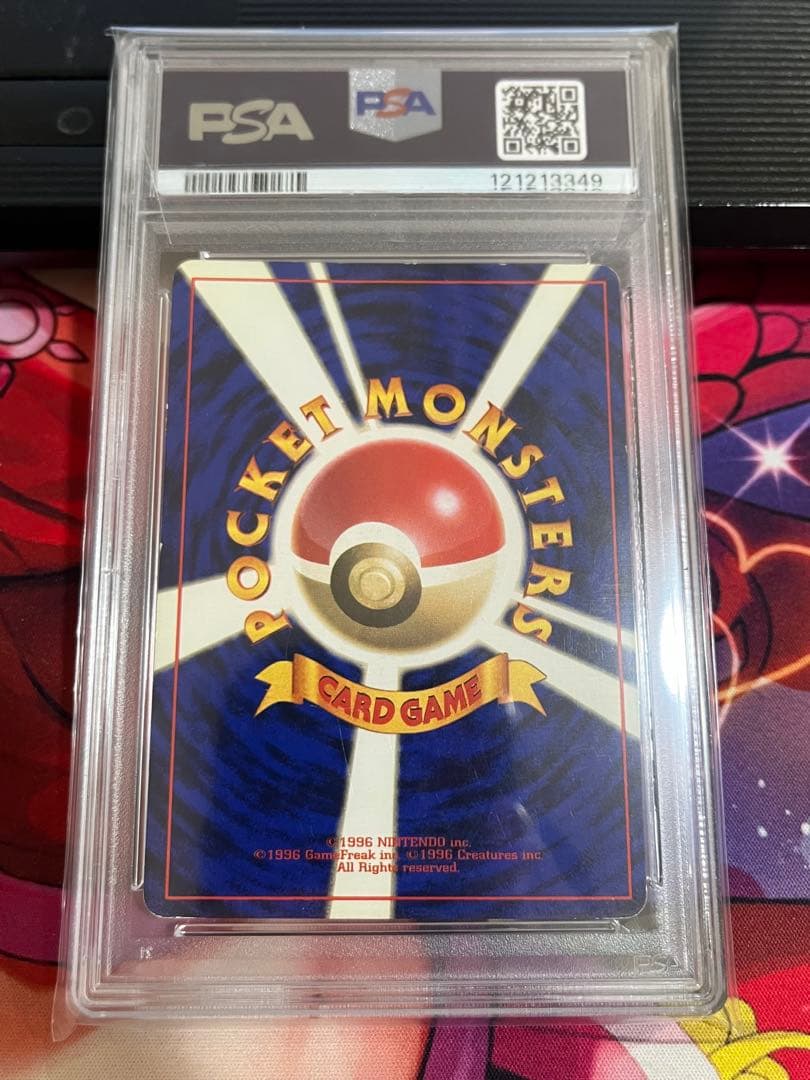 PSA
PSA
121213349
POCKET MONSTERS
CARD GAME
©1996 NINTENDO inc.
©1996 GameFreak inc. ©1996 Creatures inc.
All Rights reserved.
PSA